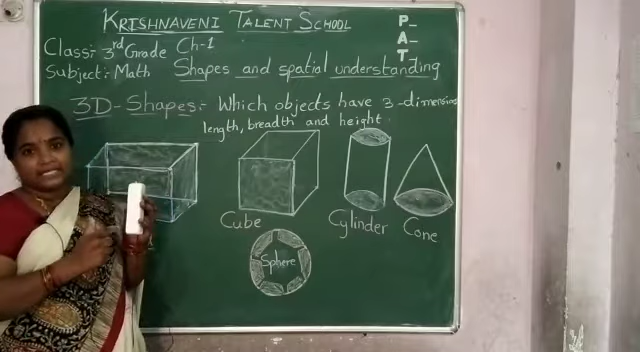 KRISHNAVENI TALENT SCHOOL
P-
A-
T-
Class:- 3rd Grade Ch-1
Subject:- Math Shapes and spatial understanding
3D-Shapes:- Which objects have 3-dimension
length, breadth and height
Cube
Cylinder
Cone
Sphere